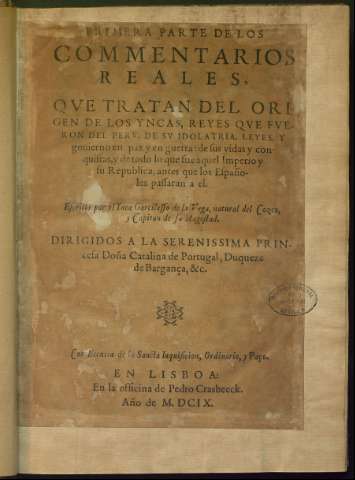 PRIMERA PARTE DE LOS
COMMENTARIOS
REALES,
QVE TRATAN DEL ORI
GEN DE LOS YNCAS, REYES QVE FVE
RON DEL PERV, DE SV IDOLATRIA, LEYES, Y
gouierno en paz y en guerra: de sus vidas y con
quistas, y de todo lo que fue aquel Imperio y
su Republica, antes que los Españo
les passaran a el.
Escritos por el Ynca Garcilasso de la Vega, natural del Cozco,
y Capitan de su Magestad.
DIRIGIDOS A LA SERENISSIMA PRIN-
cesa Doña Catalina de Portugal, Duqueza
de Bargança, &c.
Con licencia de la Sancta Inquisicion, Ordinario, y Paço.
EN LISBOA:
En la officina de Pedro Crasbeeck.
Año de M. DCIX.